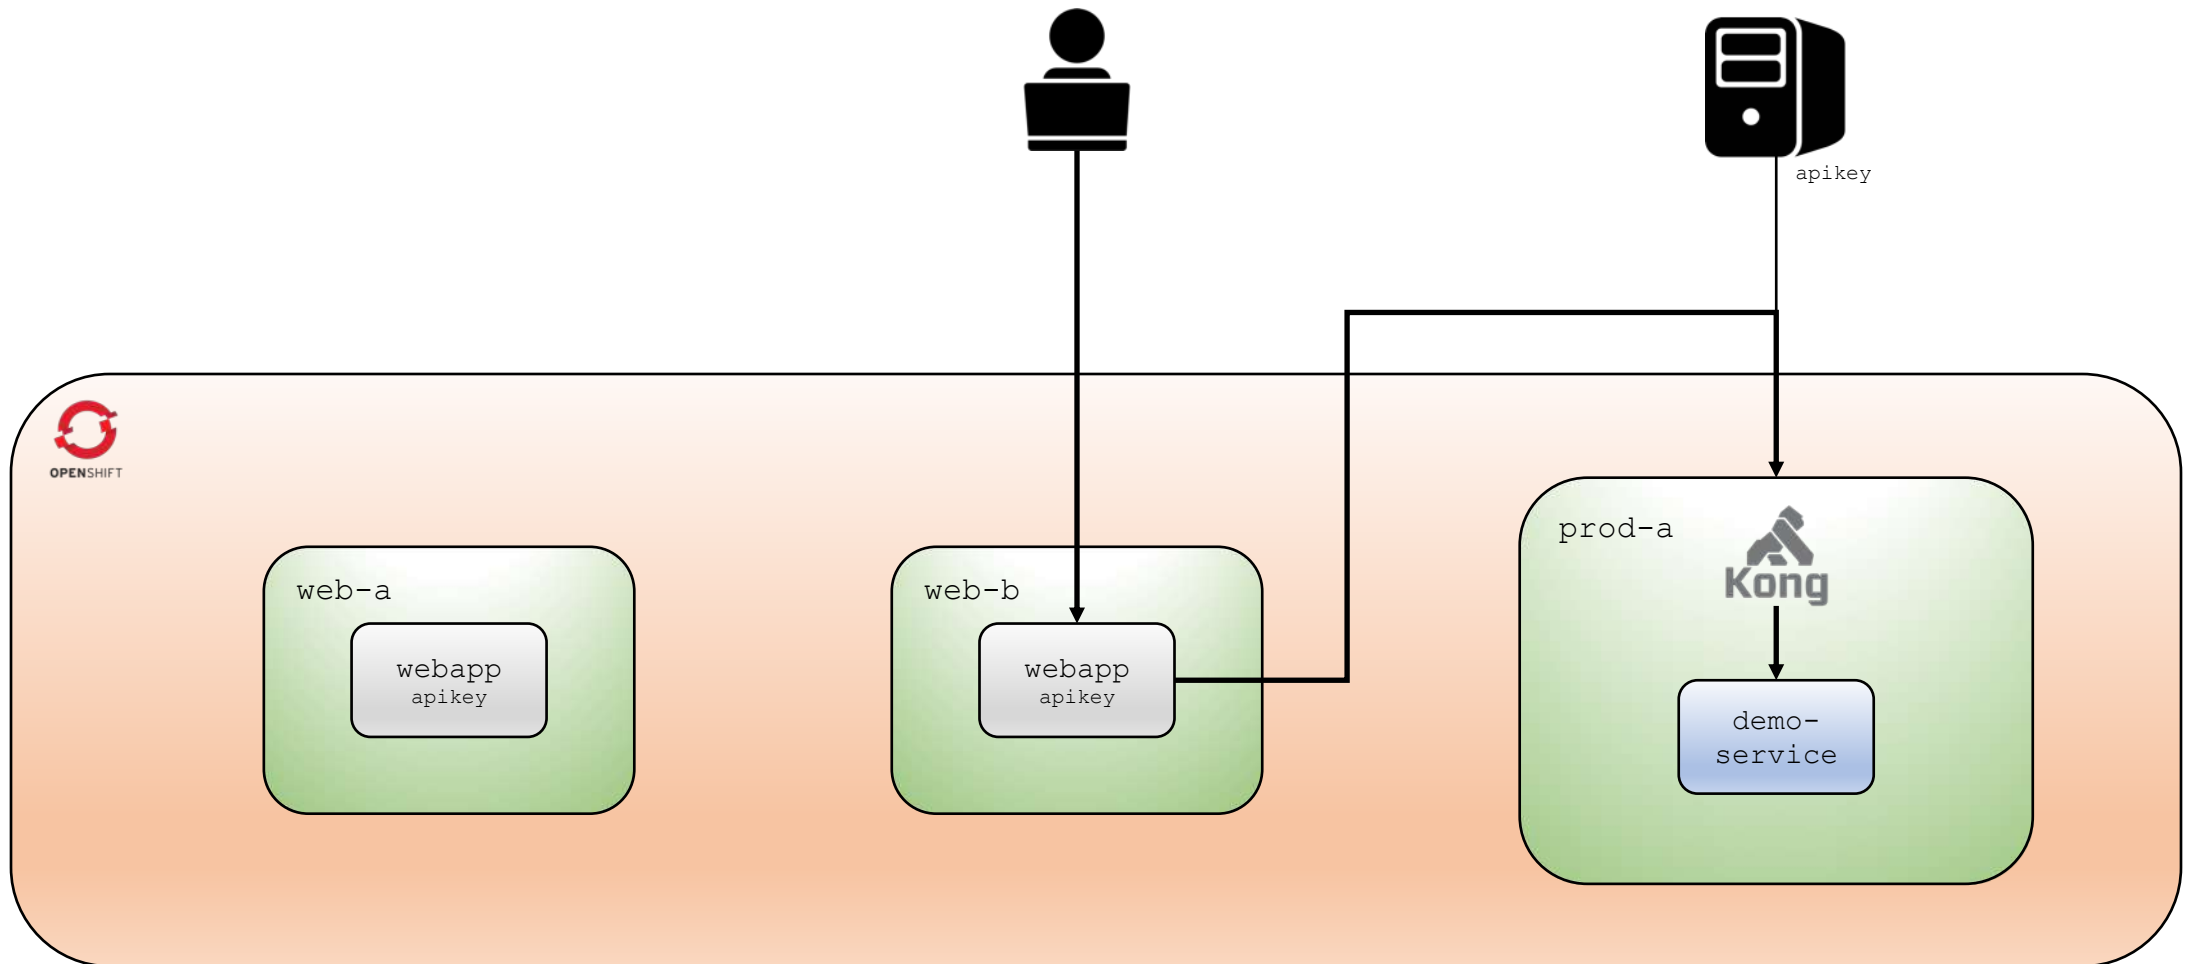 apikey
OPENSHIFT
web-a
webapp
apikey
web-b
webapp
apikey
prod-a
Kong
demo-
service